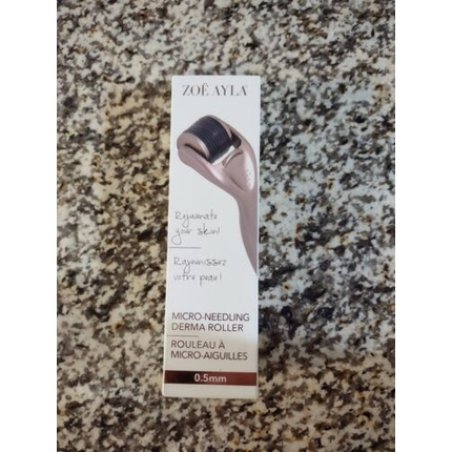 ZOË AYLA
Rejuvenate
your skin!
Rajeunissez
votre peau!
MICRO-NEEDLING
DERMA ROLLER
ROULEAU À
MICRO-AIGUILLES
0.5mm